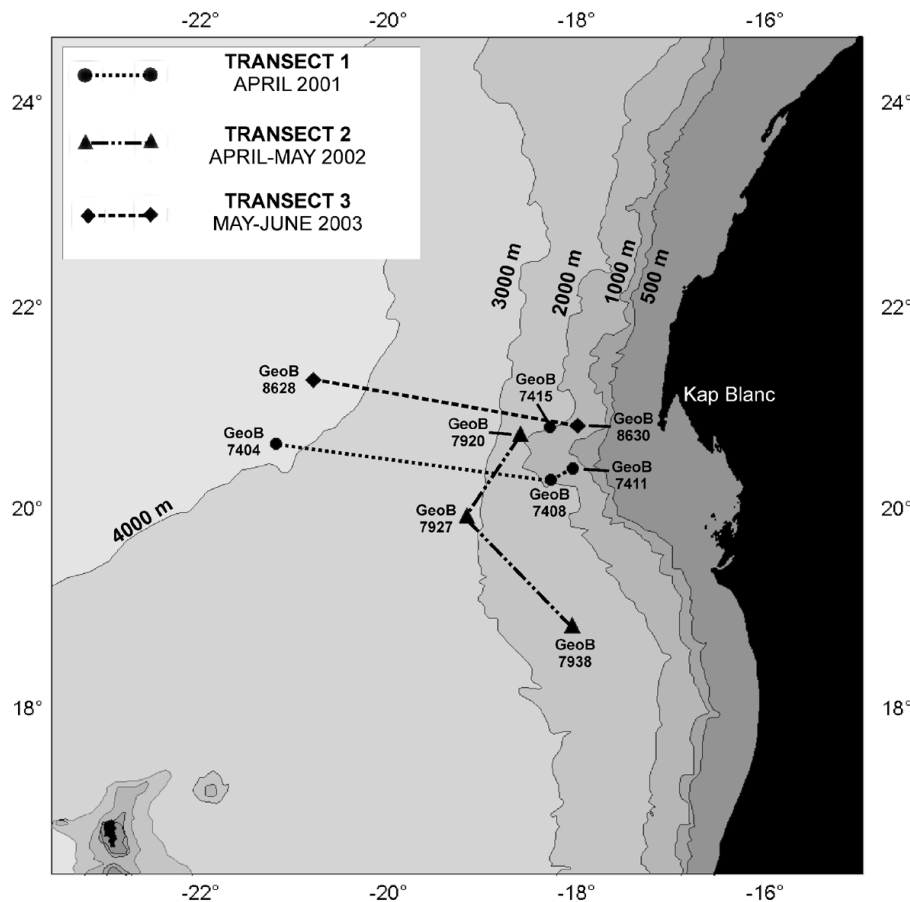 -22° -20° -18° -16°
TRANSECT 1
APRIL 2001
TRANSECT 2
APRIL-MAY 2002
TRANSECT 3
MAY-JUNE 2003
24° 24°
3000 m
2000 m
1000 m
500 m
22° 22°
GeoB
8628
GeoB
7415
Kap Blanc
GeoB
7404
GeoB
7920
GeoB
8630
GeoB
7411
GeoB
7408
20° 20°
4000 m
GeoB
7927
GeoB
7938
18° 18°
-22° -20° -18° -16°